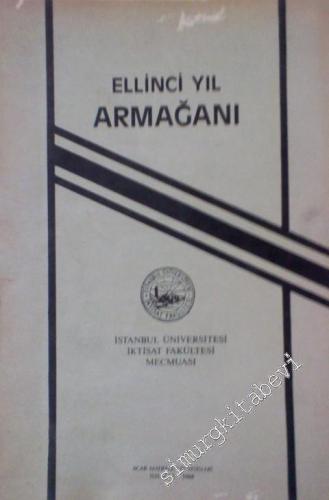 ELLİNCİ YIL
ARMAĞANI
İSTANBUL ÜNİVERSİTESİ
İKTİSAT FAKÜLTESİ
MECMUASI
simurgkitabevi